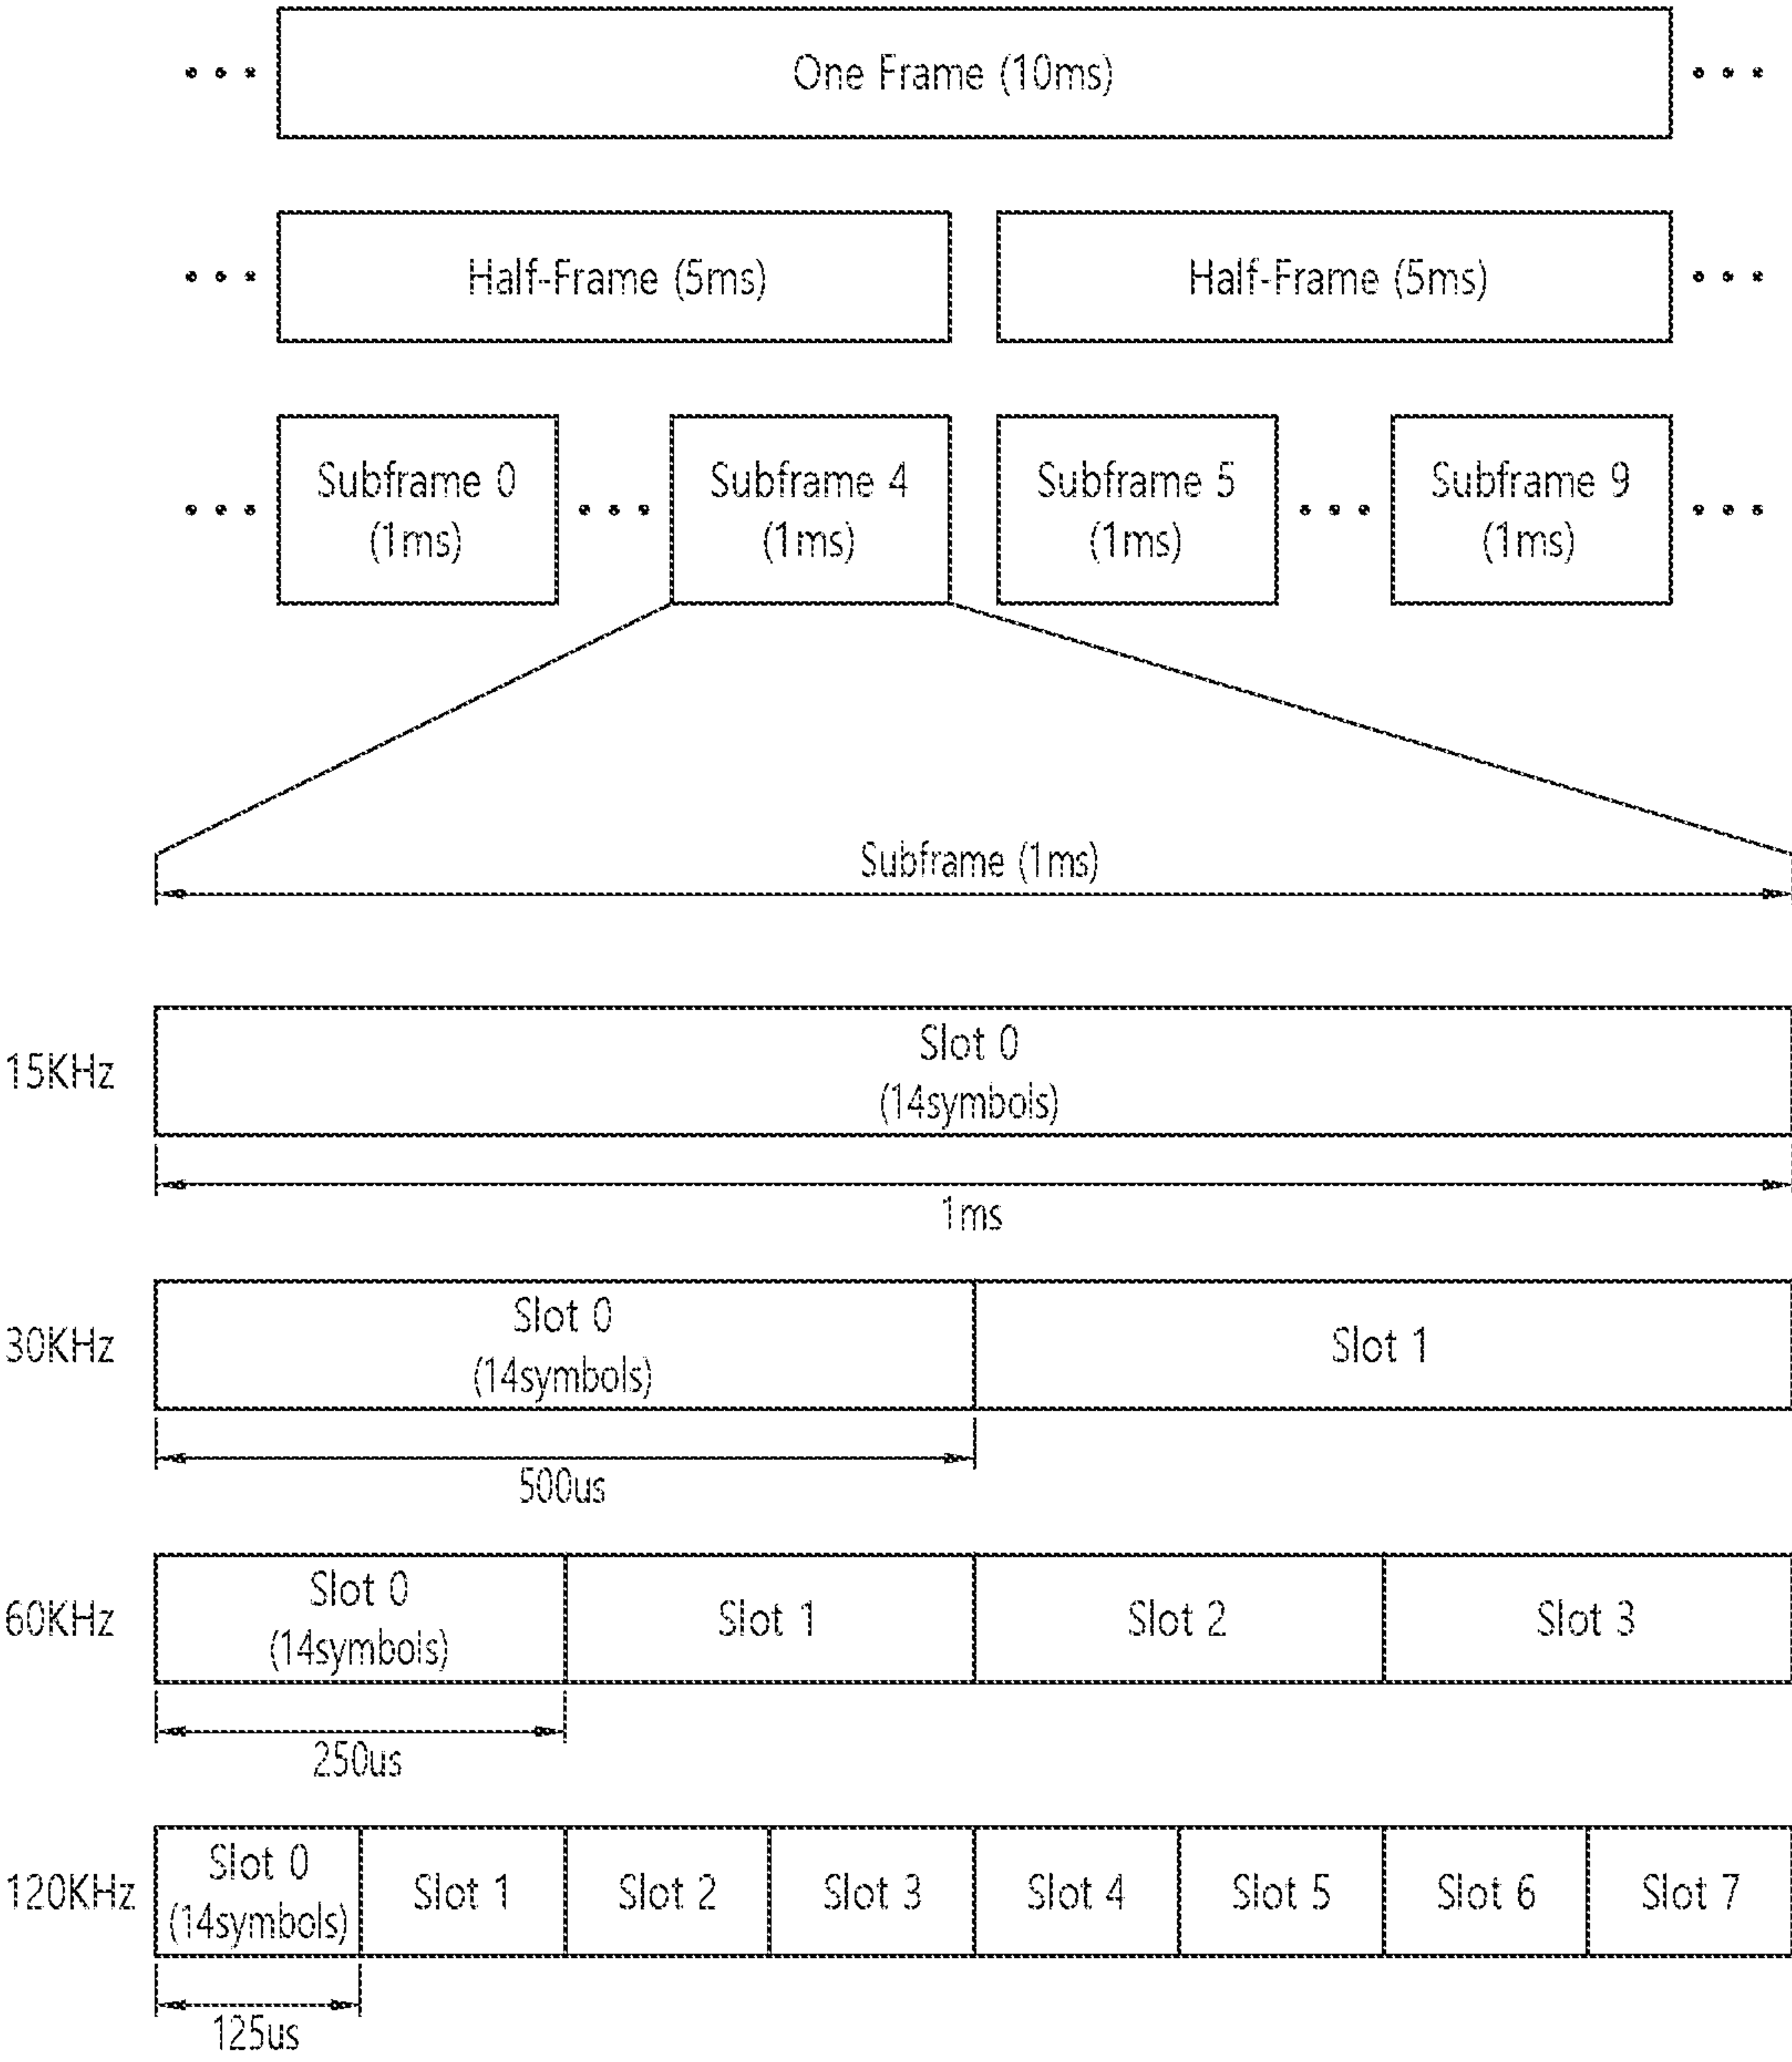 One Frame (10ms)
Half-Frame (5ms)
Half-Frame (5ms)
Subframe 0
(1ms)
Subframe 4
(1ms)
Subframe 5
(1ms)
Subframe 9
(1ms)
Subframe (1ms)
15KHz
Slot 0
(14symbols)
1ms
30KHz
Slot 0
(14symbols)
Slot 1
500us
60KHz
Slot 0
(14symbols)
Slot 1
Slot 2
Slot 3
250us
120KHz
Slot 0
(14symbols)
Slot 1
Slot 2
Slot 3
Slot 4
Slot 5
Slot 6
Slot 7
125us